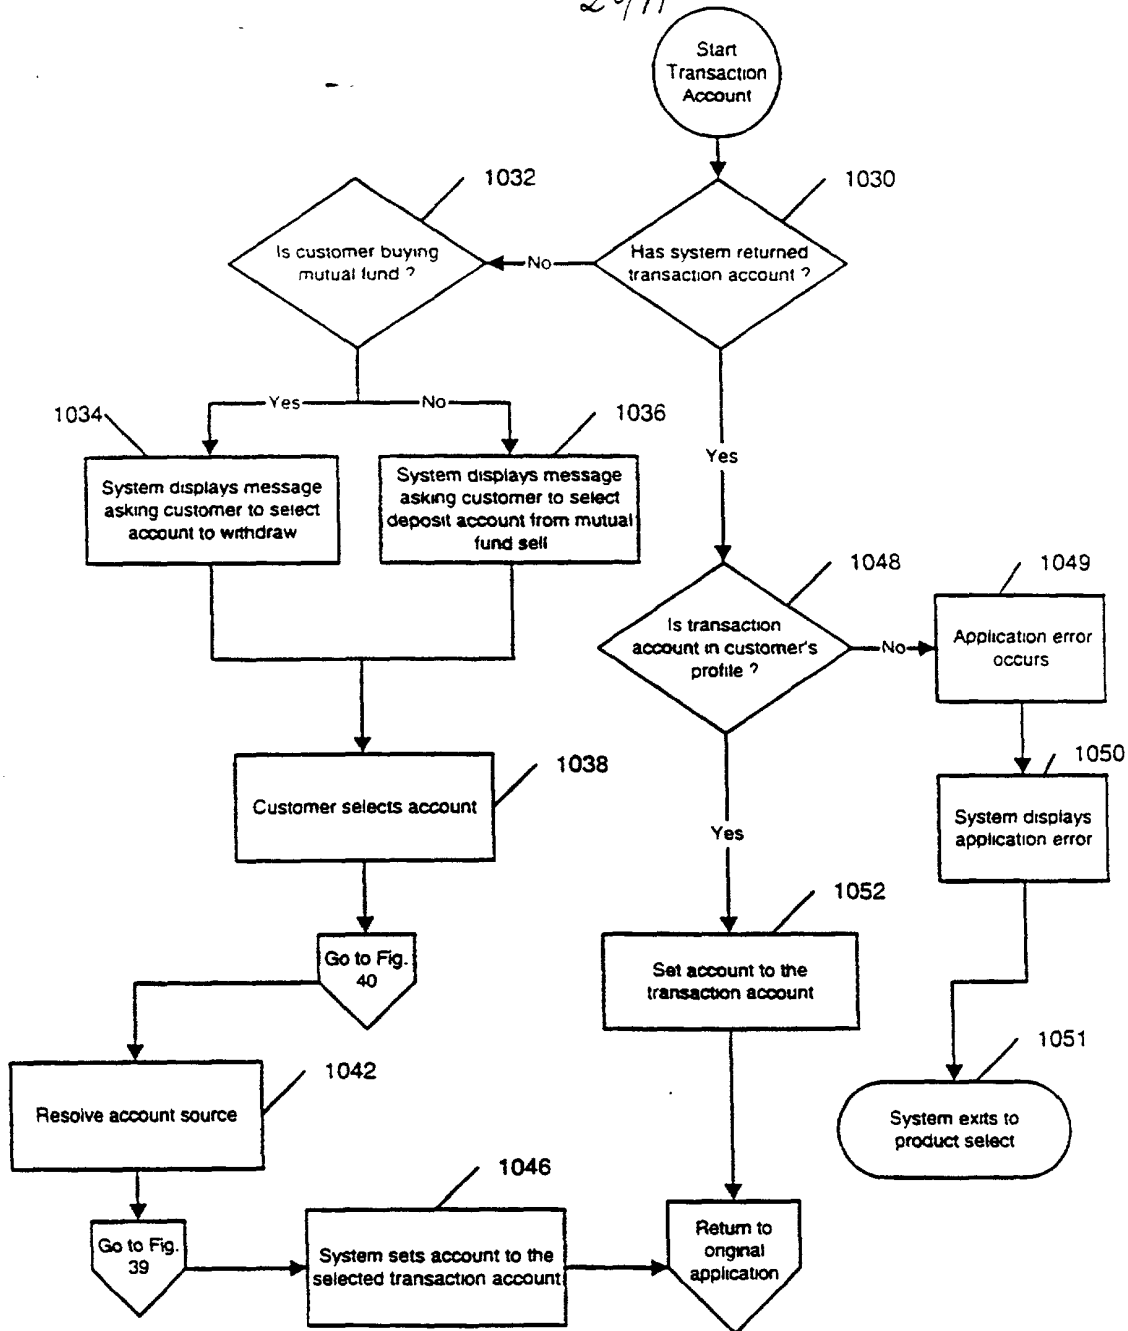 Start
Transaction
Account
1032
1030
Is customer buying
mutual fund ?
No
Has system returned
transaction account ?
Yes
No
1034
1036
Yes
System displays message
asking customer to select
account to withdraw
System displays message
asking customer to select
deposit account from mutual
fund sell
1048
1049
Is transaction
account in customer's
profile ?
No
Application error
occurs
1038
1050
Customer selects account
Yes
System displays
application error
1052
Go to Fig.
40
Set account to the
transaction account
1042
1051
Resolve account source
System exits to
product select
1046
Go to Fig.
39
System sets account to the
selected transaction account
Return to
original
application